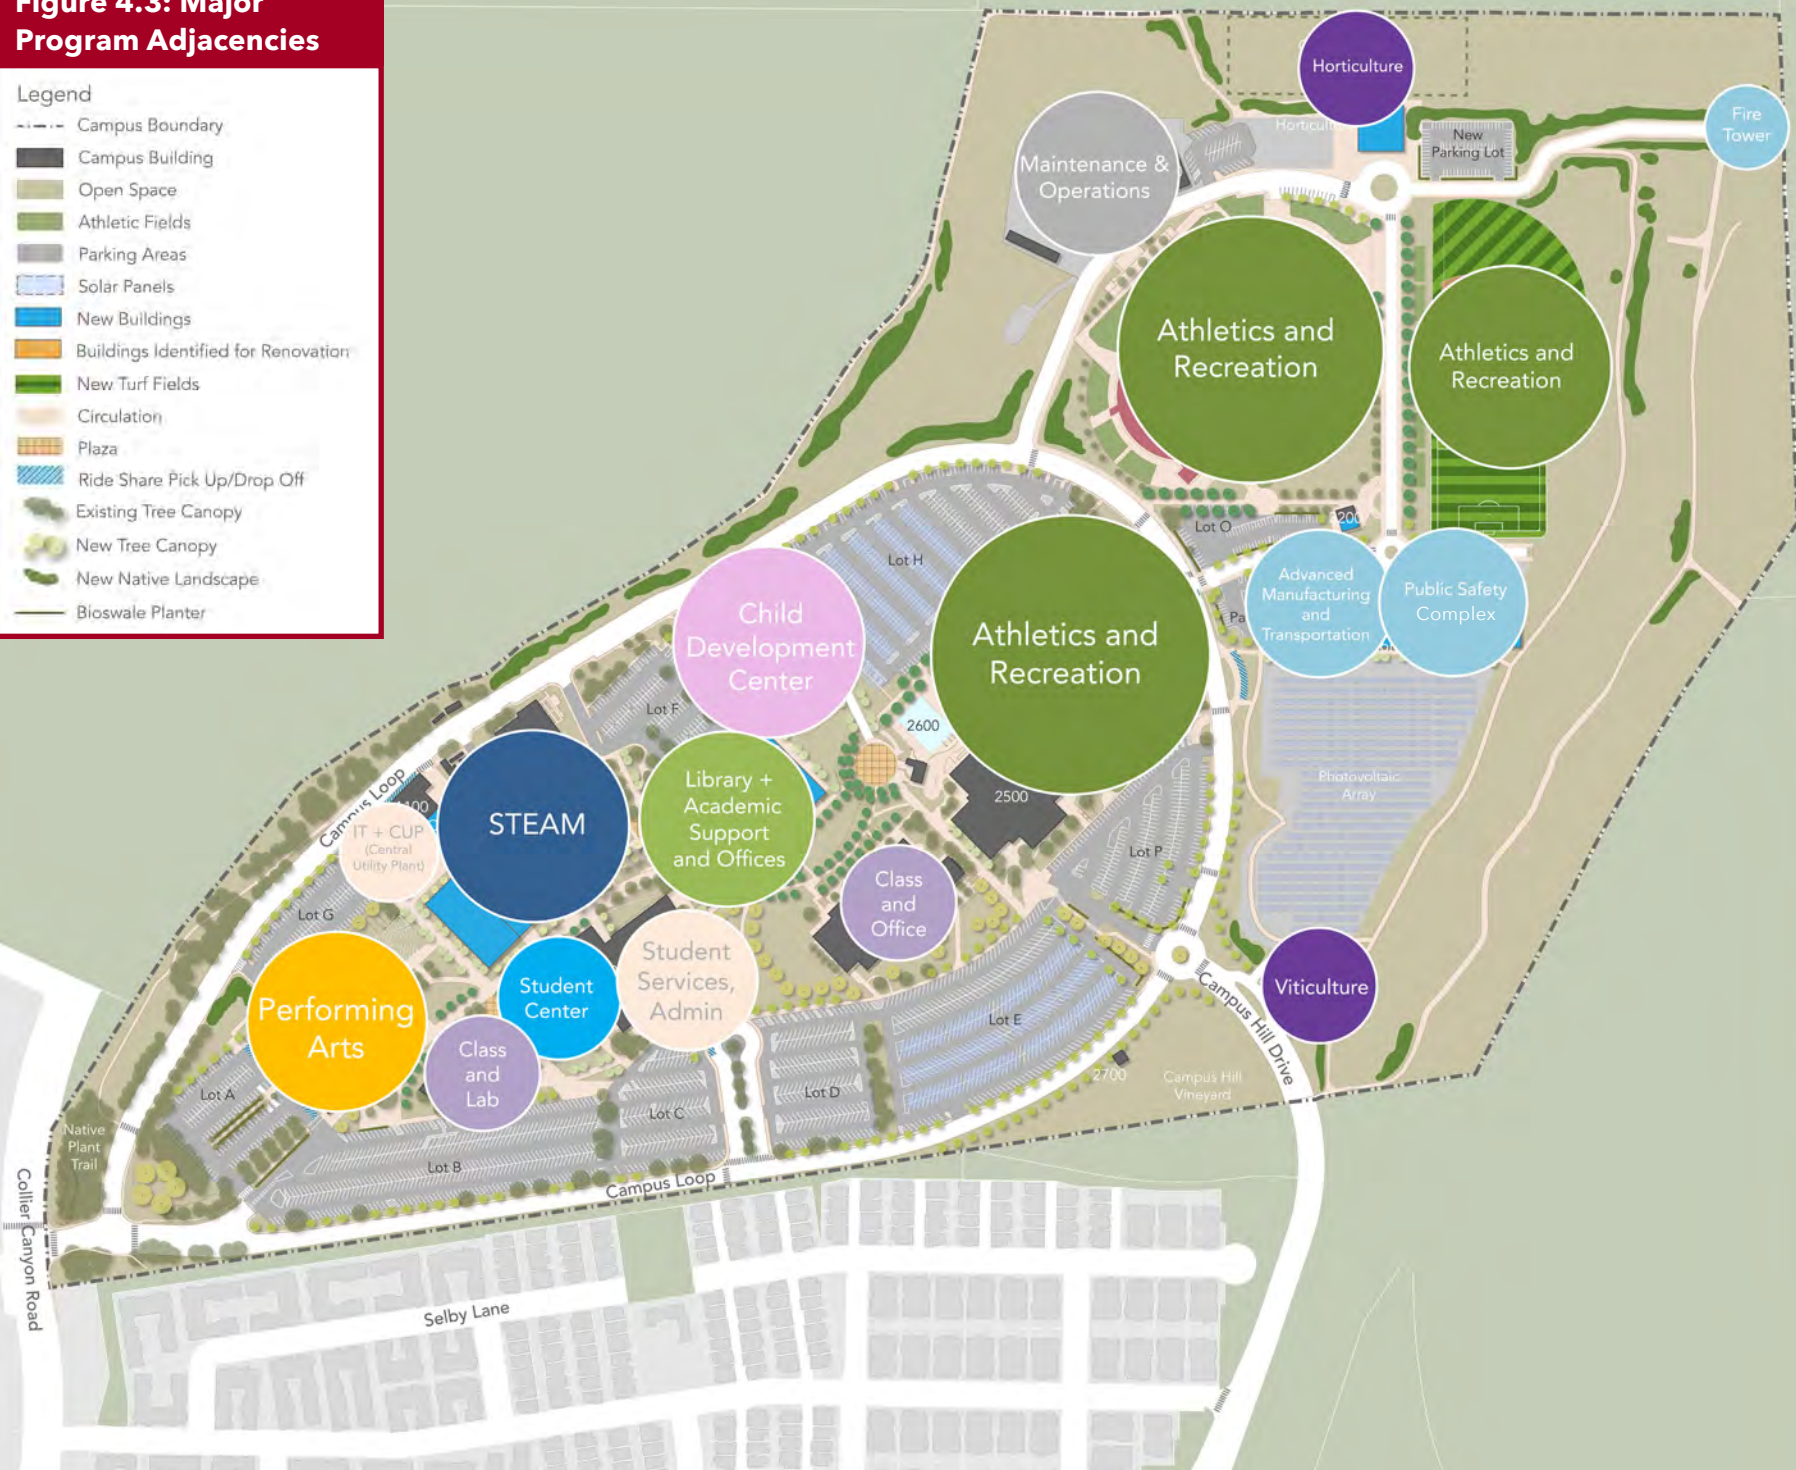 Figure 4.3: Major
Program Adjacencies
Legend
Campus Boundary
Campus Building
Open Space
Athletic Fields
Parking Areas
Solar Panels
New Buildings
Buildings Identified for Renovation
New Turf Fields
Circulation
Plaza
Ride Share Pick Up/Drop Off
Existing Tree Canopy
New Tree Canopy
New Native Landscape
Bioswale Planter
Horticulture
Fire
Tower
New
Parking Lot
Maintenance &
Operations
Athletics and
Recreation
Athletics and
Recreation
Lot O
Lot H
Advanced
Manufacturing
and
Transportation
Public Safety
Complex
Child
Development
Center
Athletics and
Recreation
Lot F
2600
Photovoltaic
Array
2500
Library +
Academic
Support
and Offices
STEAM
Campus Loop
IT + CUP
(Central
Utility Plant)
Lot P
Class
and
Office
Lot G
Student
Services,
Admin
Student
Center
Performing
Arts
Viticulture
Campus Hill Drive
Lot E
Class
and
Lab
2700
Campus Hill
Vineyard
Lot A
Lot D
Lot C
Native
Plant
Trail
Lot B
Campus Loop
Collier Canyon Road
Selby Lane